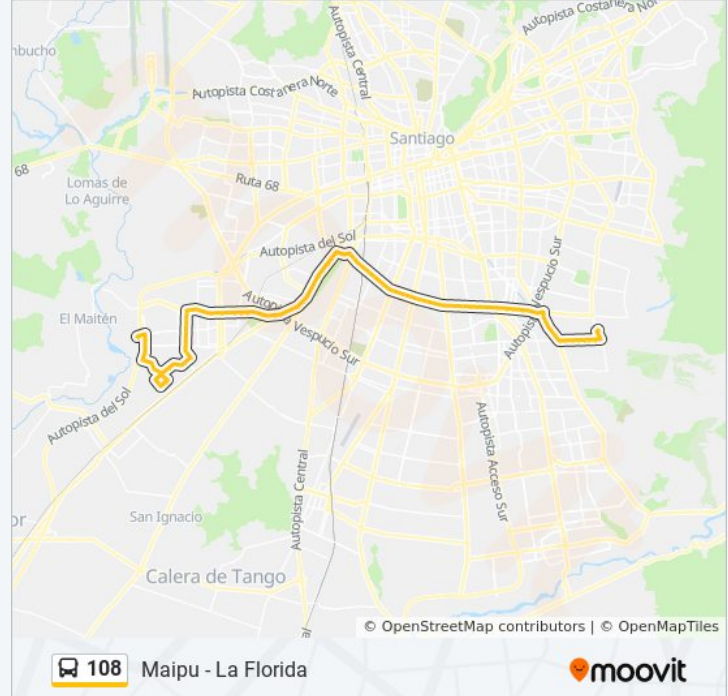 Autopista Costanera No
nbucho
Autopista Central
Autopista Costanera Norte
Santiago
68
Lomas de
Lo Aguirre
Ruta 68
Autopista del Sol
Autopista Vespucio Sur
El Maitén
Autopista Vespucio Sur
Autopista del Sol
Autopista Acceso Sur
Autopista Central
or
San Ignacio
Calera de Tango
© OpenStreetMap contributors | © OpenMapTiles
108 Maipu - La Florida
moovit